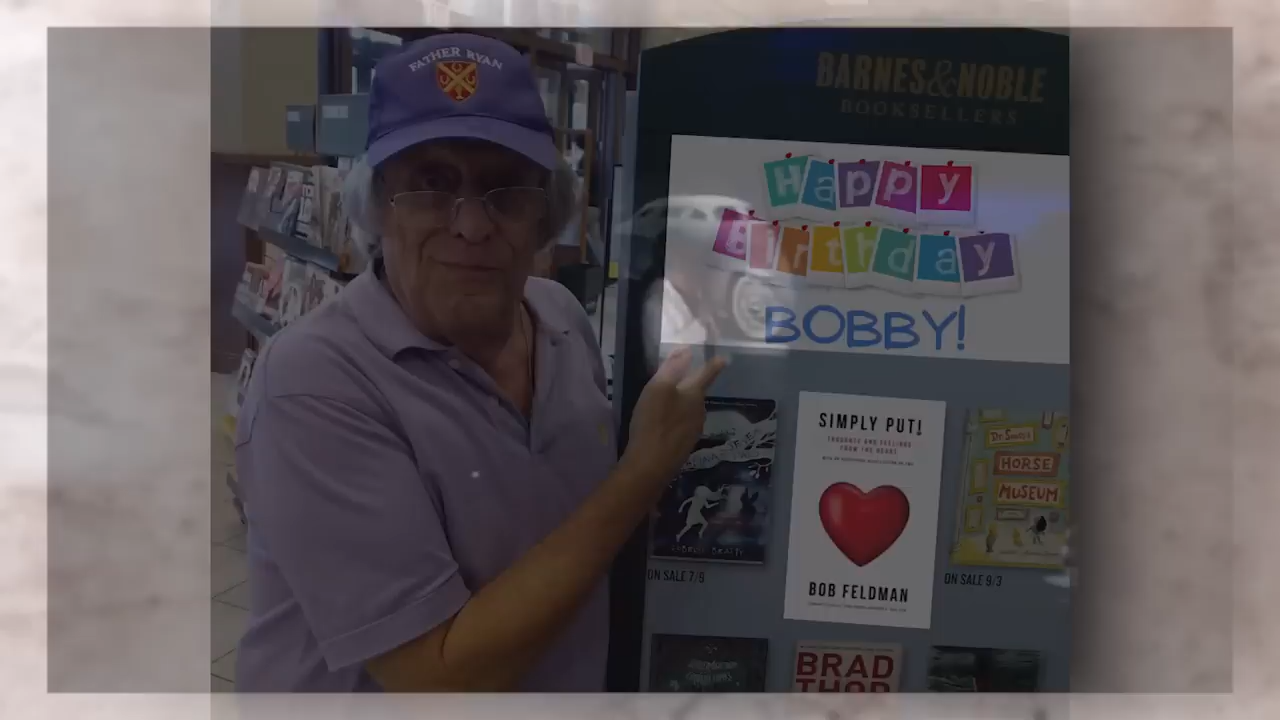 FATHER RYAN
BARNES & NOBLE
BOOKSELLERS
Happy
Birthday
BOBBY!
SIMPLY PUT!
THOUGHTS AND FEELINGS
FROM THE HEART
BOB FELDMAN
Dr. Seuss's
HORSE
MUSEUM
ON SALE 7/9
ON SALE 9/3
BRAD
THOR